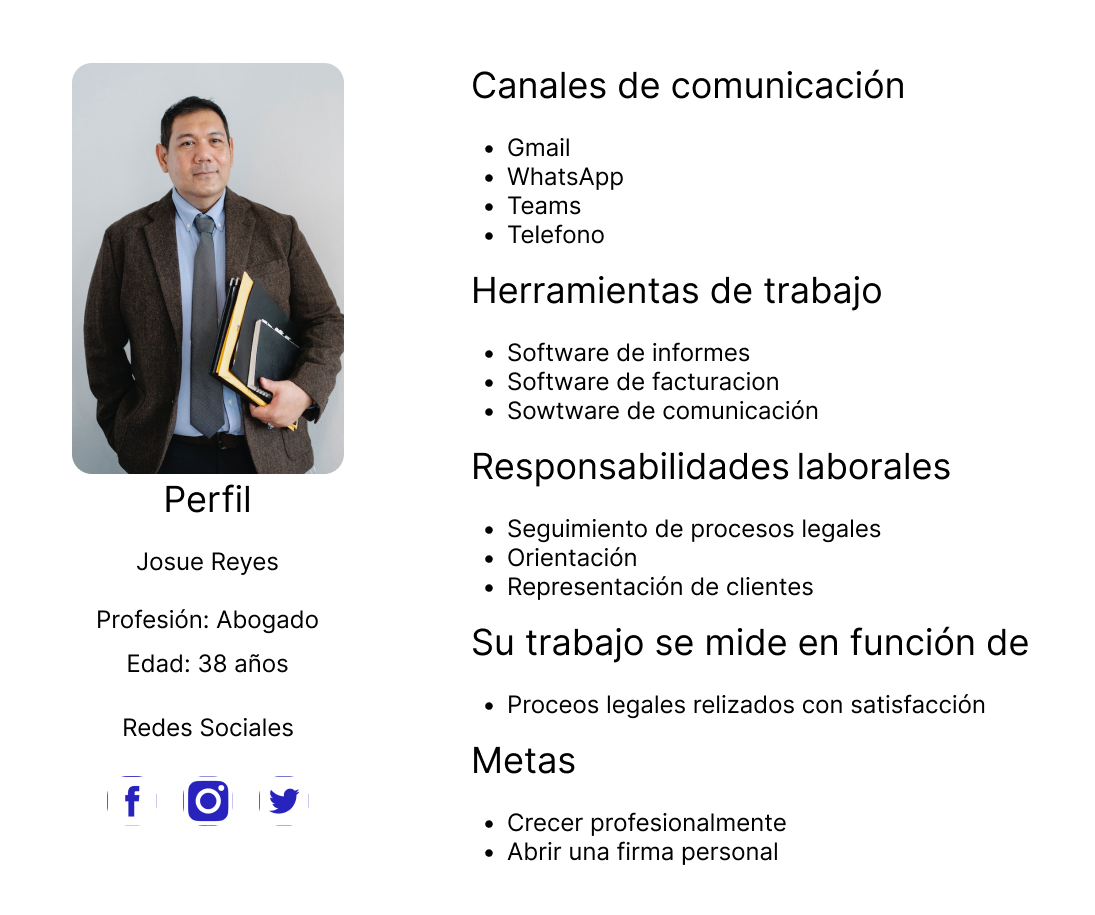 Perfil
Josue Reyes
Profesión: Abogado
Edad: 38 años
Redes Sociales
Canales de comunicación
• Gmail
• WhatsApp
• Teams
• Telefono
Herramientas de trabajo
• Software de informes
• Software de facturacion
• Sowtware de comunicación
Responsabilidades laborales
• Seguimiento de procesos legales
• Orientación
• Representación de clientes
Su trabajo se mide en función de
• Proceos legales relizados con satisfacción
Metas
• Crecer profesionalmente
• Abrir una firma personal